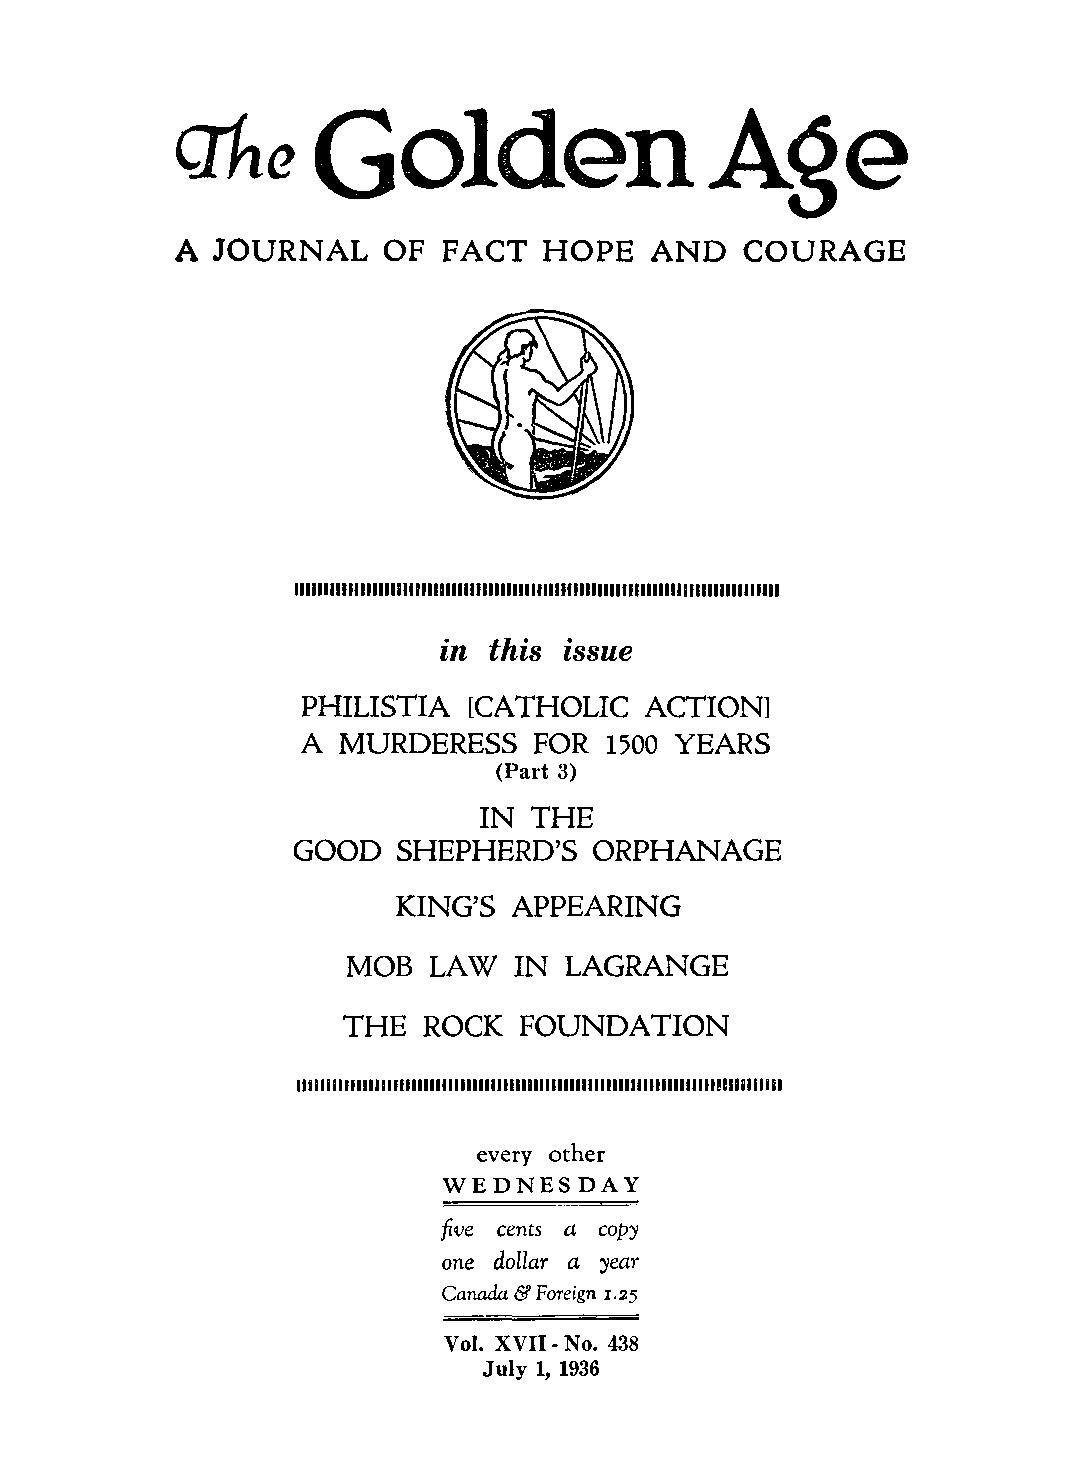 The Golden Age
A JOURNAL OF FACT HOPE AND COURAGE
in this issue
PHILISTIA [CATHOLIC ACTION]
A MURDERESS FOR 1500 YEARS
(Part 3)
IN THE
GOOD SHEPHERD'S ORPHANAGE
KING'S APPEARING
MOB LAW IN LAGRANGE
THE ROCK FOUNDATION
every other
WEDNESDAY
five cents a copy
one dollar a year
Canada & Foreign 1.25
Vol. XVII - No. 438
July 1, 1936